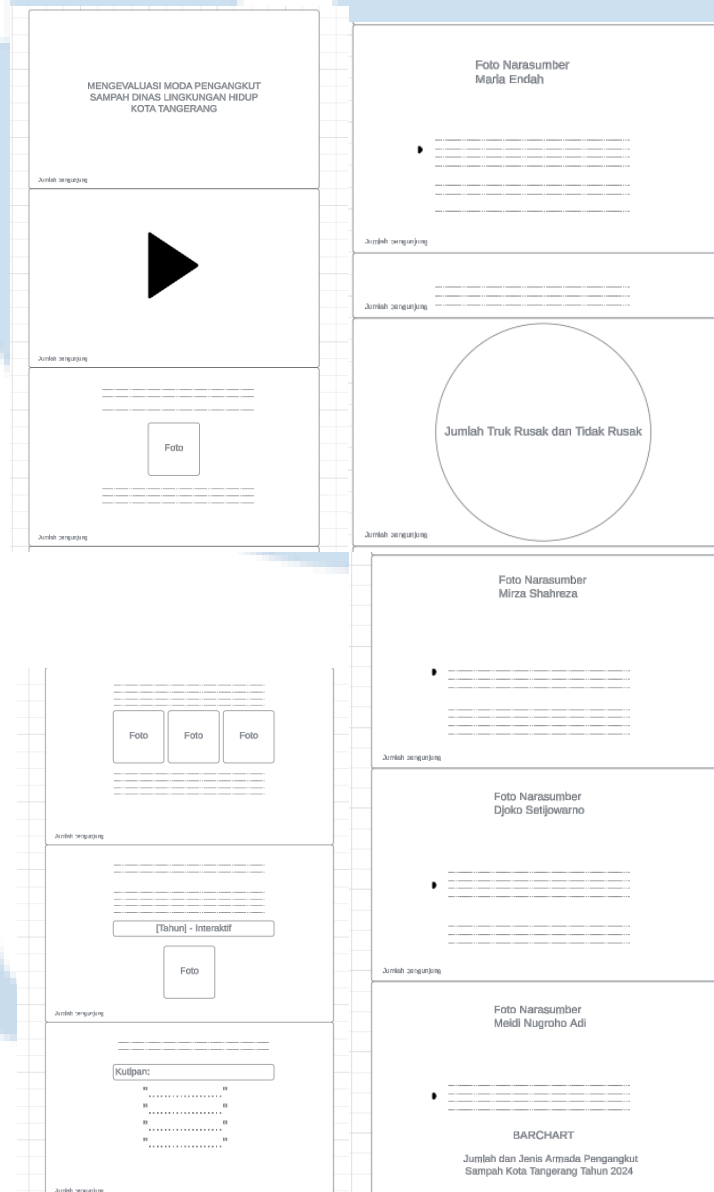 MENGEVALUASI MODA PENGANGKUT
SAMPAH DINAS LINGKUNGAN HIDUP
KOTA TANGERANG
Jumlah pengunjung
Jumlah pengunjung
Foto
Jumlah pengunjung
Foto Narasumber
Maria Endah
Jumlah pengunjung
Jumlah pengunjung
Jumlah Truk Rusak dan Tidak Rusak
Jumlah pengunjung
Foto
Foto
Foto
Jumlah pengunjung
[Tahun] - Interaktif
Foto
Jumlah pengunjung
Kutipan:
"....................."
"....................."
"....................."
"....................."
Jumlah pengunjung
Foto Narasumber
Mirza Shahreza
Jumlah pengunjung
Foto Narasumber
Djoko Setijowarno
Jumlah pengunjung
Foto Narasumber
Meidi Nugroho Adi
BARCHART
Jumlah dan Jenis Armada Pengangkut
Sampah Kota Tangerang Tahun 2024